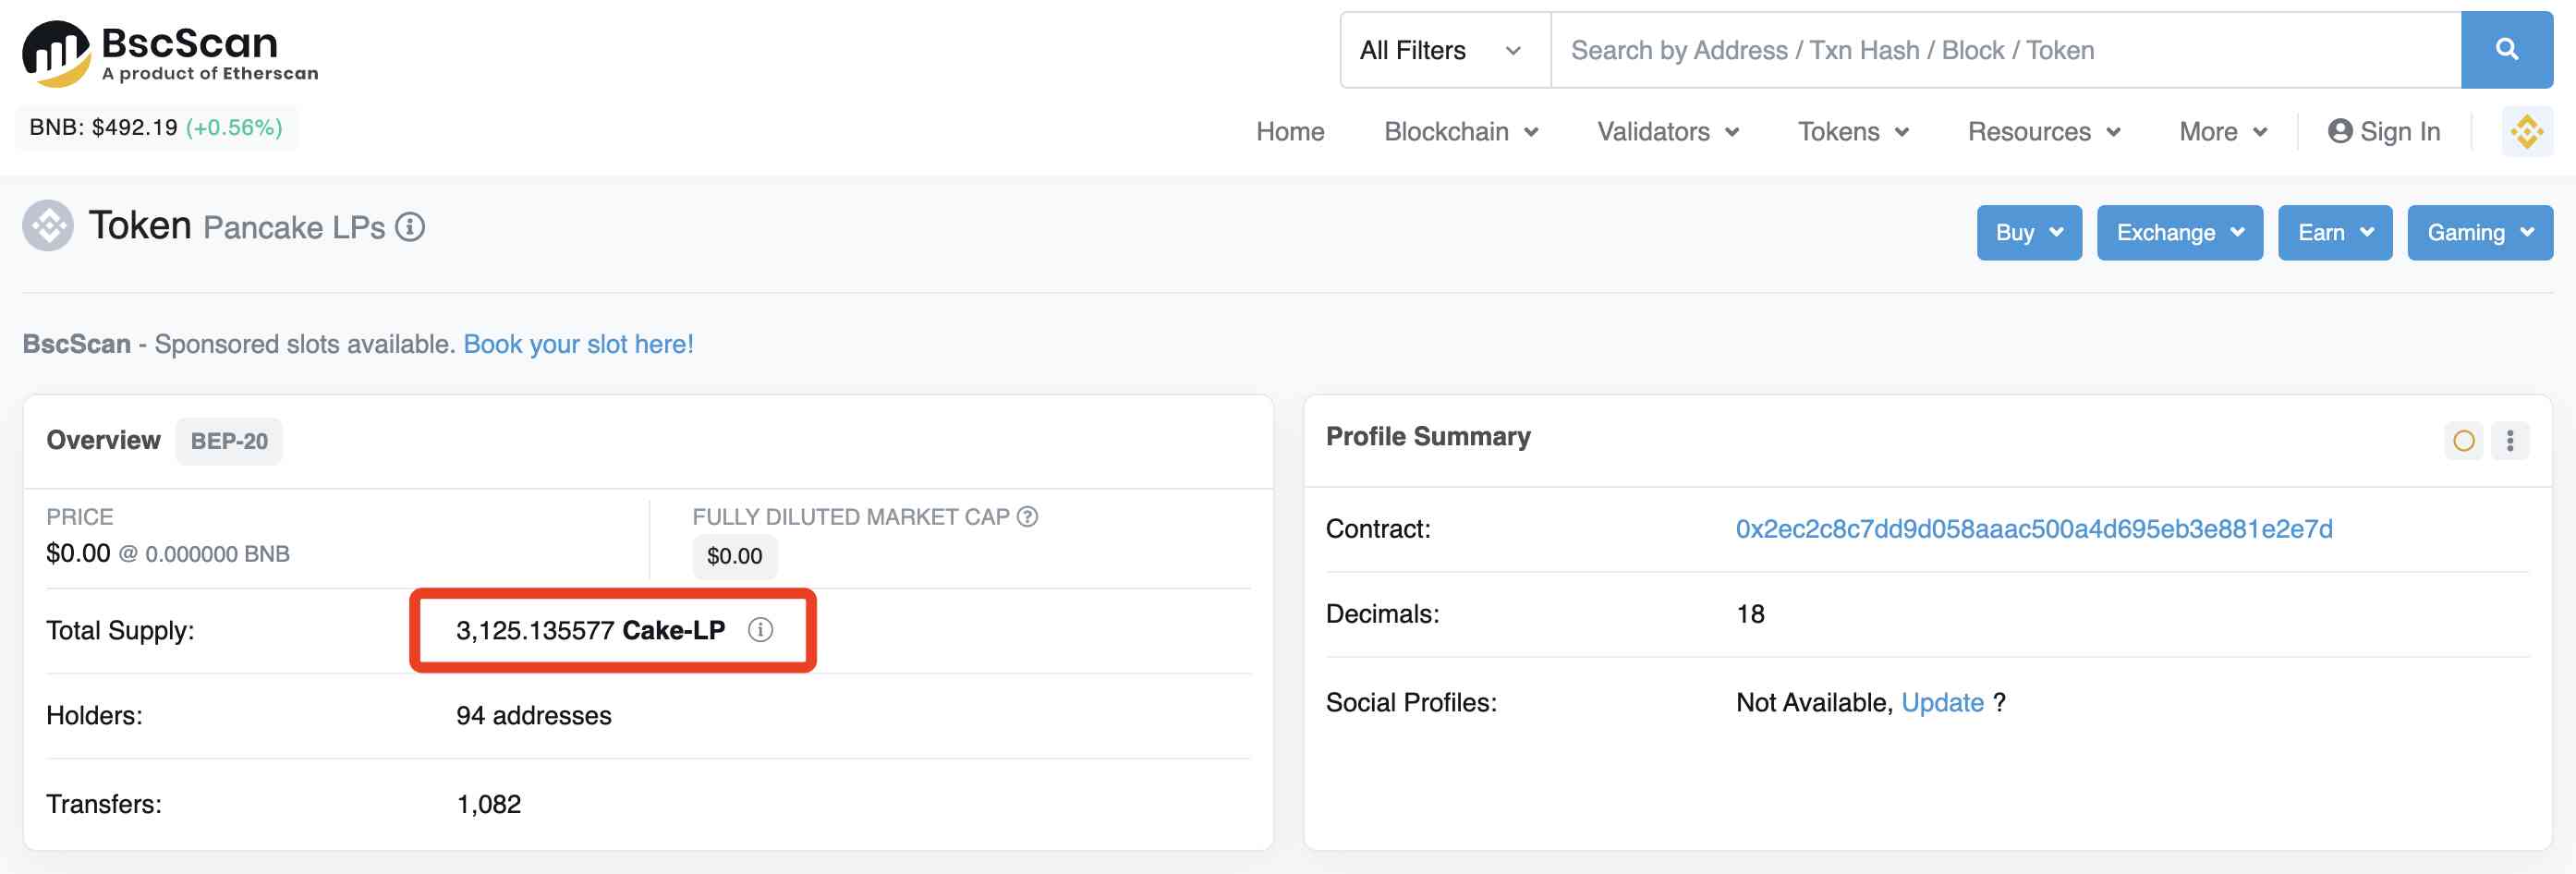 BscScan
A product of Etherscan
All Filters
Search by Address / Txn Hash / Block / Token
BNB: $492.19 (+0.56%)
Home Blockchain Validators Tokens Resources More Sign In
Token Pancake LPs
Buy Exchange Earn Gaming
BscScan - Sponsored slots available. Book your slot here!
Overview BEP-20
PRICE
$0.00 @ 0.000000 BNB
FULLY DILUTED MARKET CAP
$0.00
Total Supply: 3,125.135577 Cake-LP
Holders: 94 addresses
Transfers: 1,082
Profile Summary
Contract: 0x2ec2c8c7dd9d058aaac500a4d695eb3e881e2e7d
Decimals: 18
Social Profiles: Not Available, Update ?